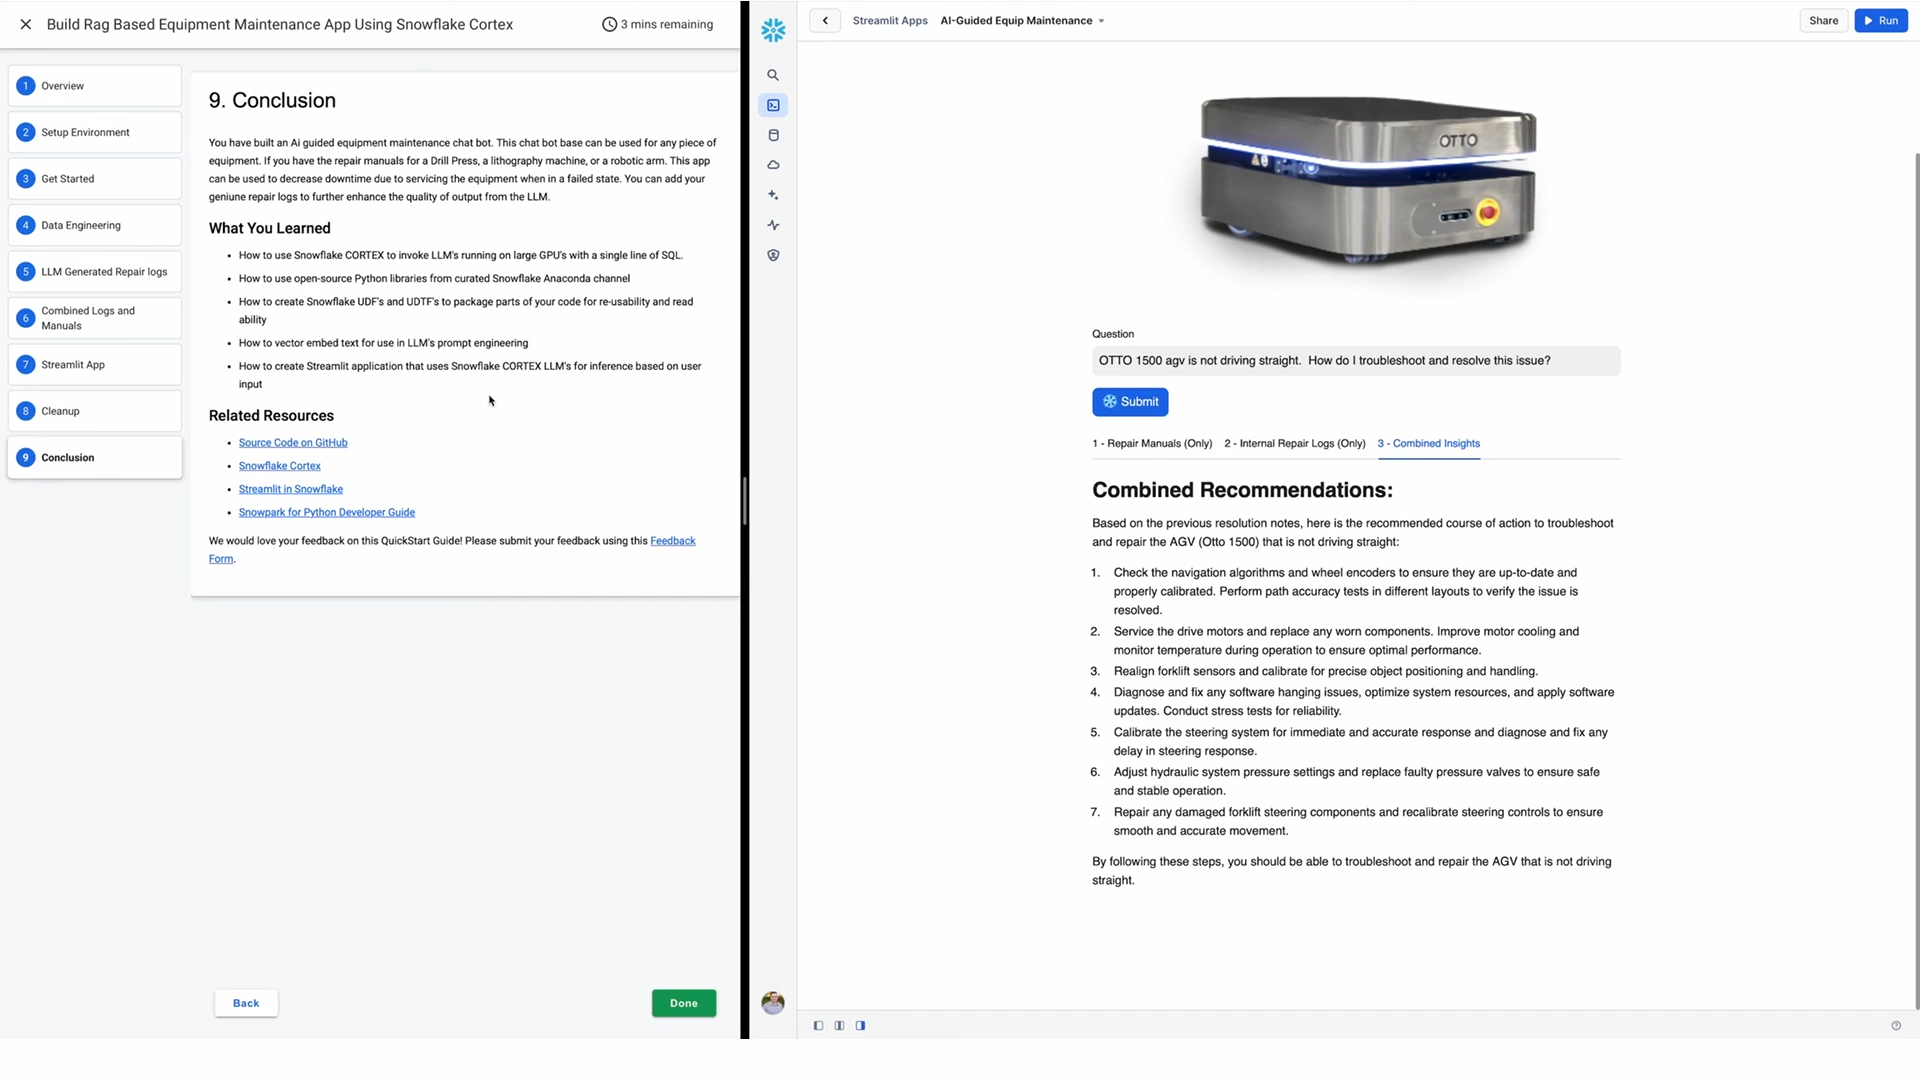 Build Rag Based Equipment Maintenance App Using Snowflake Cortex
3 mins remaining
1 Overview
2 Setup Environment
3 Get Started
4 Data Engineering
5 LLM Generated Repair logs
6 Combined Logs and
Manuals
7 Streamlit App
8 Cleanup
9 Conclusion
9. Conclusion
You have built an Ai guided equipment maintenance chat bot. This chat bot base can be used for any piece of
equipment. If you have the repair manuals for a Drill Press, a lithography machine, or a robotic arm. This app
can be used to decrease downtime due to servicing the equipment when in a failed state. You can add your
geniune repair logs to further enhance the quality of output from the LLM.
What You Learned
• How to use Snowflake CORTEX to invoke LLM's running on large GPU's with a single line of SQL.
• How to use open-source Python libraries from curated Snowflake Anaconda channel
• How to create Snowflake UDF's and UDTF's to package parts of your code for re-usability and read
ability
• How to vector embed text for use in LLM's prompt engineering
• How to create Streamlit application that uses Snowflake CORTEX LLM's for inference based on user
input
Related Resources
• Source Code on GitHub
• Snowflake Cortex
• Streamlit in Snowflake
• Snowpark for Python Developer Guide
We would love your feedback on this QuickStart Guide! Please submit your feedback using this Feedback
Form.
Back
Done
Streamlit Apps AI-Guided Equip Maintenance
Share
Run
OTTO
Question
OTTO 1500 agv is not driving straight. How do I troubleshoot and resolve this issue?
Submit
1 - Repair Manuals (Only) 2 - Internal Repair Logs (Only) 3 - Combined Insights
Combined Recommendations:
Based on the previous resolution notes, here is the recommended course of action to troubleshoot
and repair the AGV (Otto 1500) that is not driving straight:
1. Check the navigation algorithms and wheel encoders to ensure they are up-to-date and
properly calibrated. Perform path accuracy tests in different layouts to verify the issue is
resolved.
2. Service the drive motors and replace any worn components. Improve motor cooling and
monitor temperature during operation to ensure optimal performance.
3. Realign forklift sensors and calibrate for precise object positioning and handling.
4. Diagnose and fix any software hanging issues, optimize system resources, and apply software
updates. Conduct stress tests for reliability.
5. Calibrate the steering system for immediate and accurate response and diagnose and fix any
delay in steering response.
6. Adjust hydraulic system pressure settings and replace faulty pressure valves to ensure safe
and stable operation.
7. Repair any damaged forklift steering components and recalibrate steering controls to ensure
smooth and accurate movement.
By following these steps, you should be able to troubleshoot and repair the AGV that is not driving
straight.